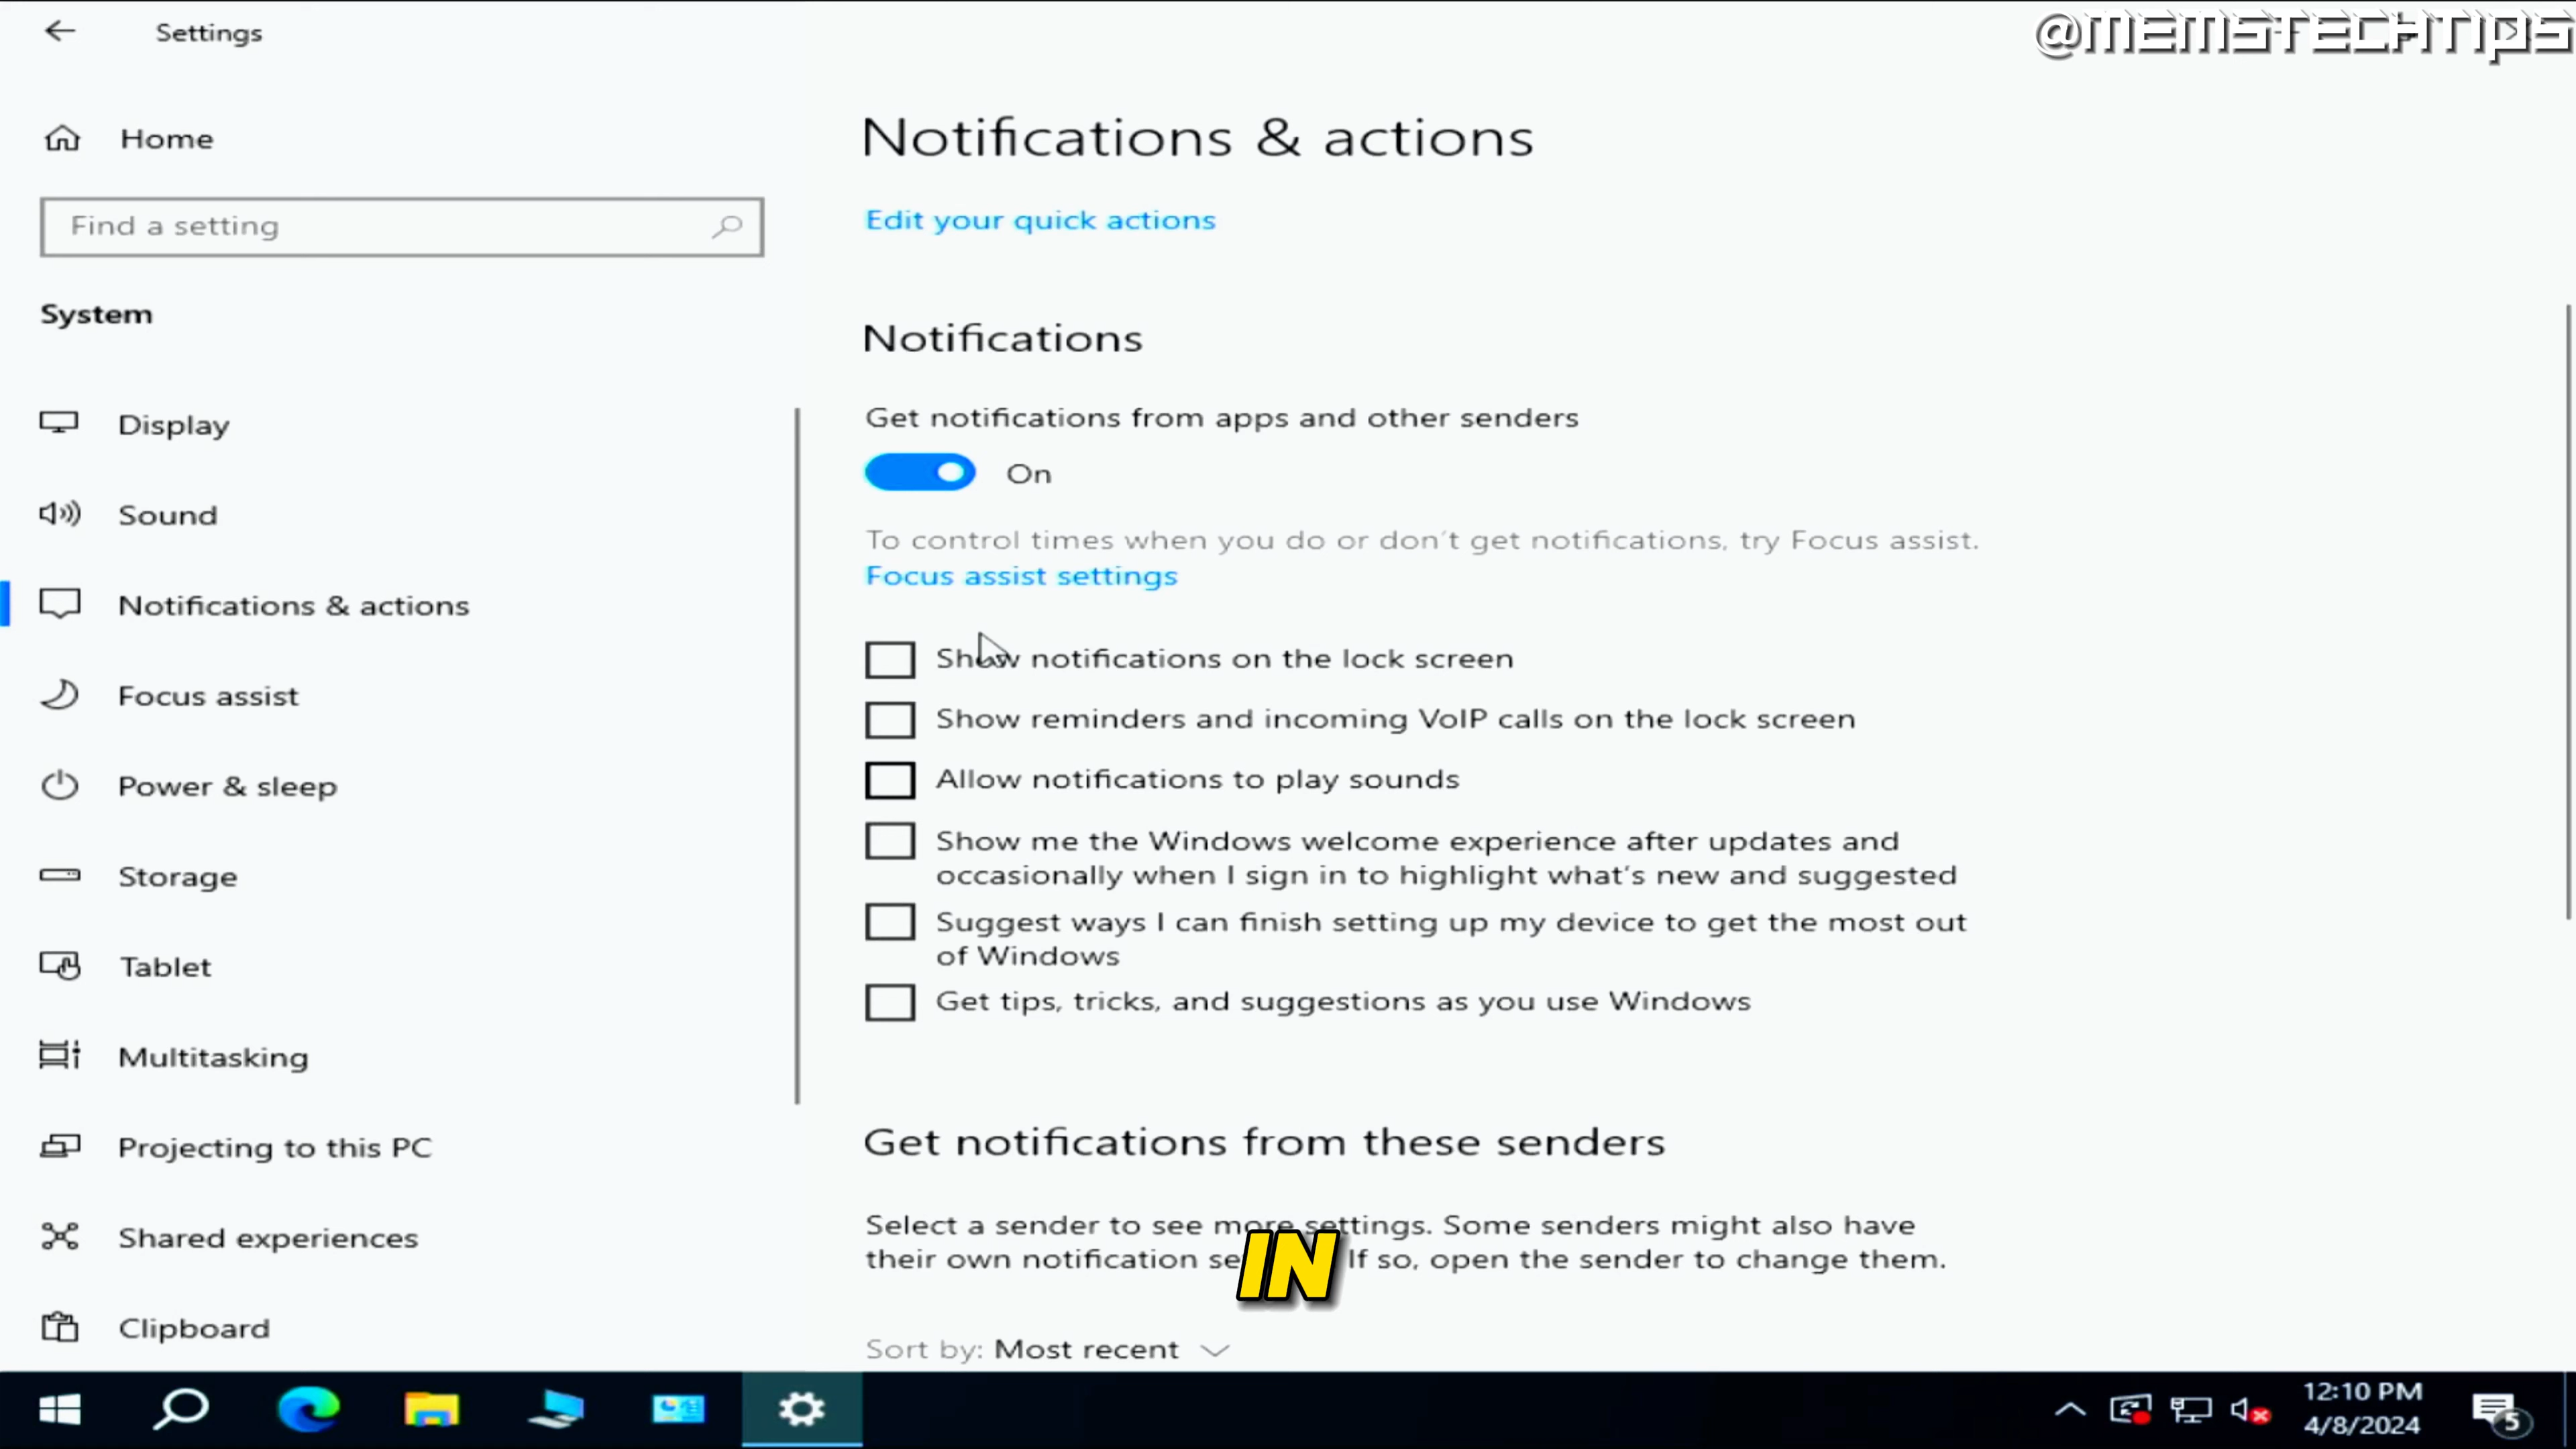 Settings
@MEMSTECHTIPS
Home
Find a setting
System
Display
Sound
Notifications & actions
Focus assist
Power & sleep
Storage
Tablet
Multitasking
Projecting to this PC
Shared experiences
Clipboard
Notifications & actions
Edit your quick actions
Notifications
Get notifications from apps and other senders
On
To control times when you do or don't get notifications, try Focus assist.
Focus assist settings
Show notifications on the lock screen
Show reminders and incoming VoIP calls on the lock screen
Allow notifications to play sounds
Show me the Windows welcome experience after updates and
occasionally when I sign in to highlight what's new and suggested
Suggest ways I can finish setting up my device to get the most out
of Windows
Get tips, tricks, and suggestions as you use Windows
Get notifications from these senders
Select a sender to see more settings. Some senders might also have
their own notification If so, open the sender to change them.
IN
Sort by: Most recent
12:10 PM
4/8/2024
5